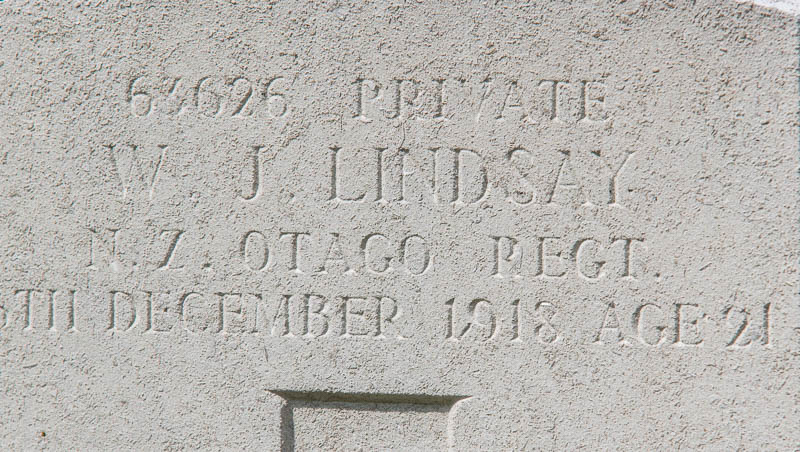 63626 PRIVATE
W. J. LINDSAY
N.Z. OTAGO REGT.
DECEMBER 1918 AGE 21